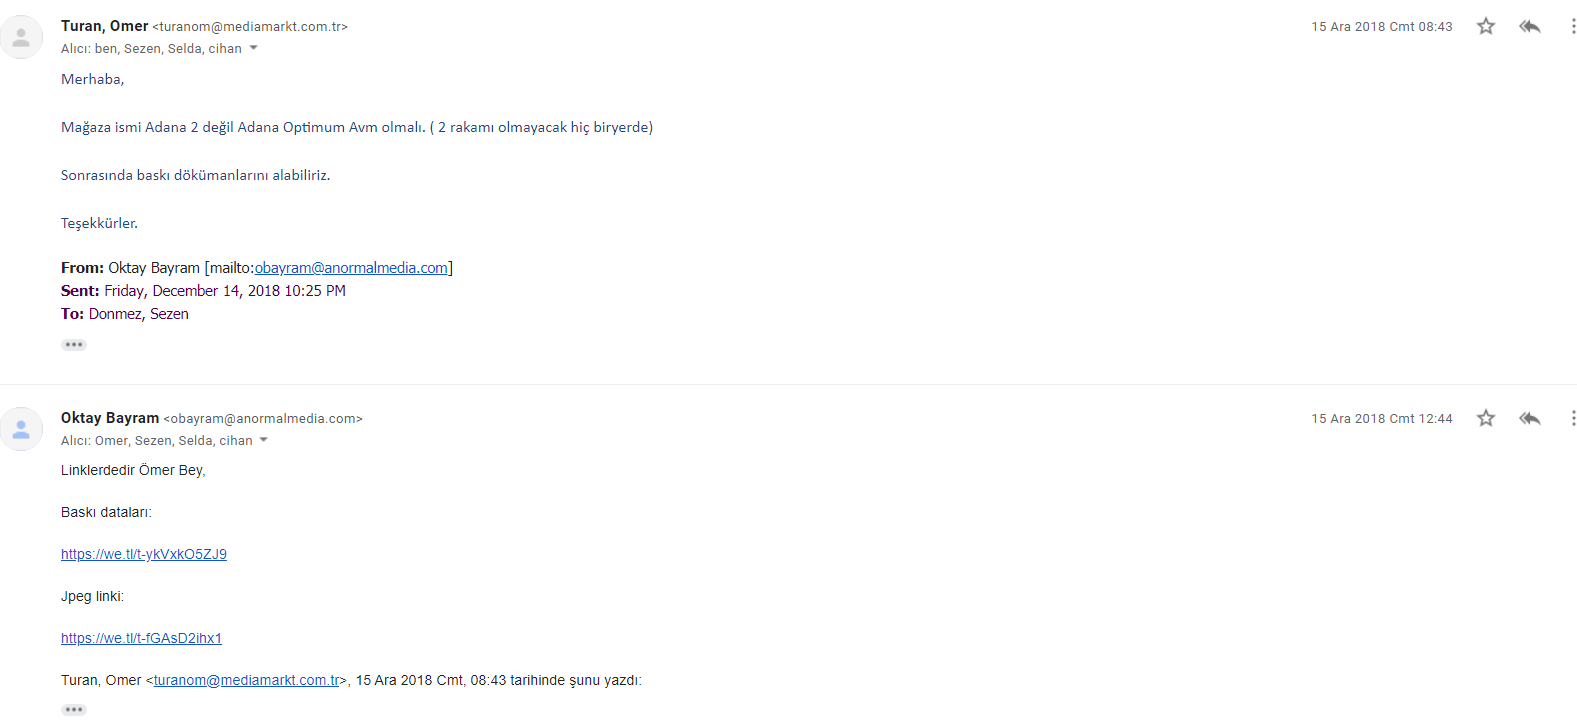 Turan, Omer <turanom@mediamarkt.com.tr>
15 Ara 2018 Cmt 08:43
Alıcı: ben, Sezen, Selda, cihan
Merhaba,
Mağaza ismi Adana 2 değil Adana Optimum Avm olmalı. ( 2 rakamı olmayacak hiç biryerde)
Sonrasında baskı dökümanlarını alabiliriz.
Teşekkürler.
From: Oktay Bayram [mailto:obayram@anormalmedia.com]
Sent: Friday, December 14, 2018 10:25 PM
To: Donmez, Sezen
Oktay Bayram <obayram@anormalmedia.com>
15 Ara 2018 Cmt 12:44
Alıcı: Omer, Sezen, Selda, cihan
Linklerdedir Ömer Bey,
Baskı dataları:
https://we.tl/t-ykVxkO5ZJ9
Jpeg linki:
https://we.tl/t-fGAsD2ihx1
Turan, Omer <turanom@mediamarkt.com.tr>, 15 Ara 2018 Cmt, 08:43 tarihinde şunu yazdı: